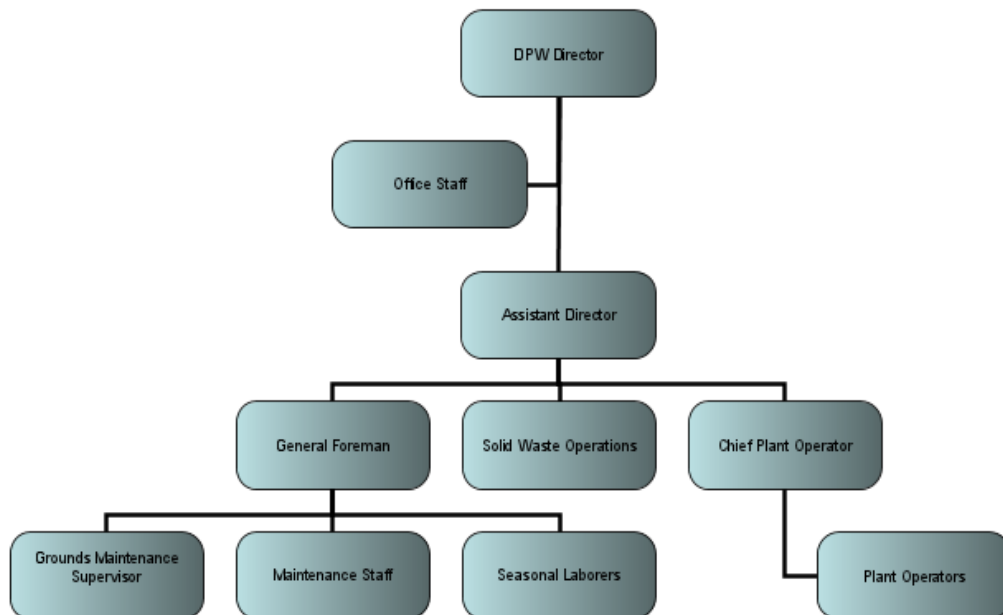 DPW Director
Office Staff
Assistant Director
General Foreman
Solid Waste Operations
Chief Plant Operator
Grounds Maintenance
Supervisor
Maintenance Staff
Seasonal Laborers
Plant Operators